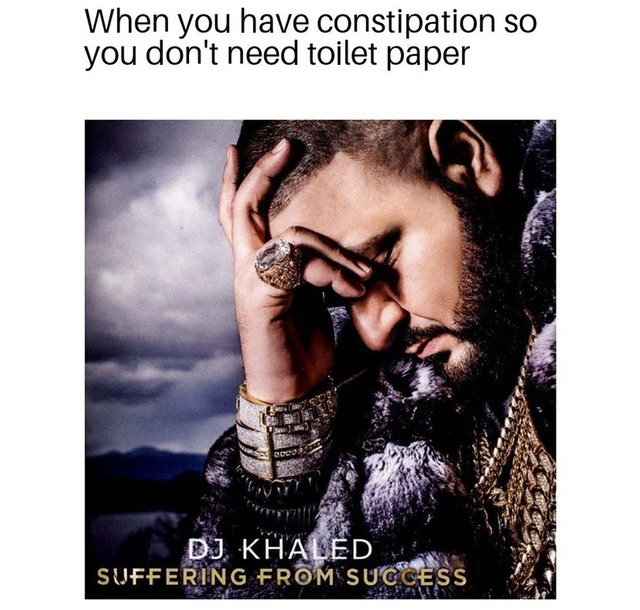 When you have constipation so
you don't need toilet paper
DJ KHALED
SUFFERING FROM SUCCESS